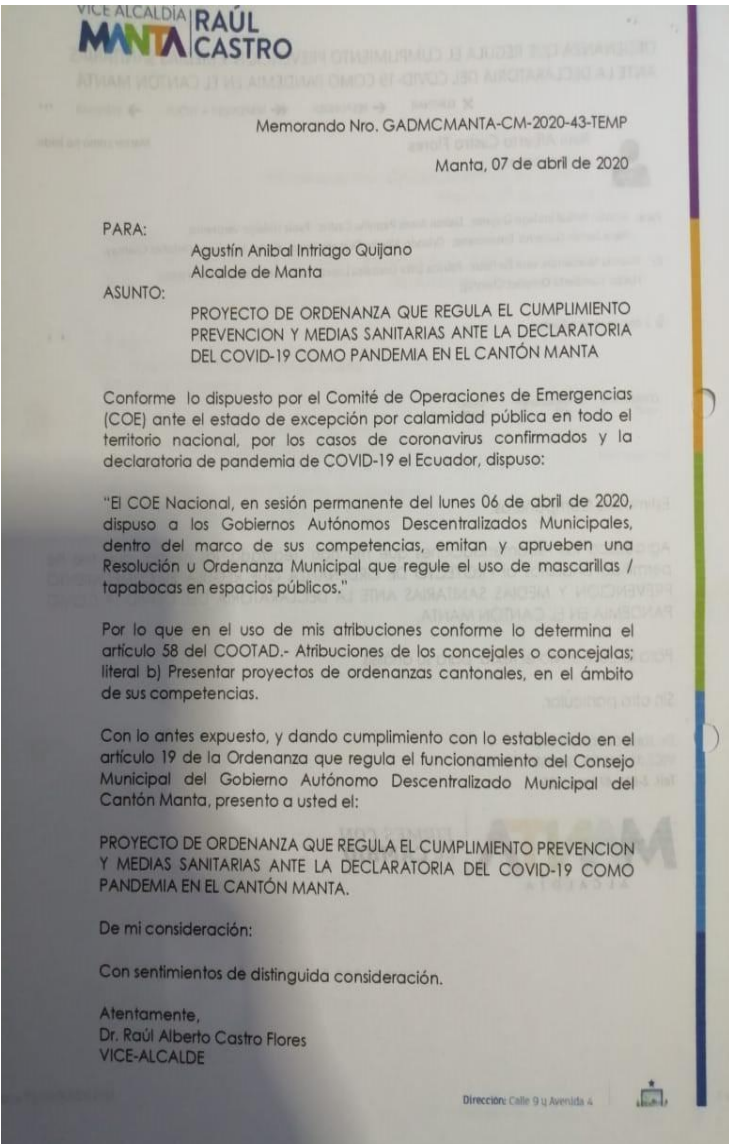 VICE ALCALDÍA
MANTA
RAÚL
CASTRO
Memorando Nro. GADMCMANTA-CM-2020-43-TEMP
Manta, 07 de abril de 2020
PARA:
Agustín Anibal Intriago Quijano
Alcalde de Manta
ASUNTO:
PROYECTO DE ORDENANZA QUE REGULA EL CUMPLIMIENTO
PREVENCION Y MEDIAS SANITARIAS ANTE LA DECLARATORIA
DEL COVID-19 COMO PANDEMIA EN EL CANTÓN MANTA
Conforme lo dispuesto por el Comité de Operaciones de Emergencias
(COE) ante el estado de excepción por calamidad pública en todo el
territorio nacional, por los casos de coronavirus confirmados y la
declaratoria de pandemia de COVID-19 el Ecuador, dispuso:
"El COE Nacional, en sesión permanente del lunes 06 de abril de 2020,
dispuso a los Gobiernos Autónomos Descentralizados Municipales,
dentro del marco de sus competencias, emitan y aprueben una
Resolución u Ordenanza Municipal que regule el uso de mascarillas /
tapabocas en espacios públicos."
Por lo que en el uso de mis atribuciones conforme lo determina el
artículo 58 del COOTAD.- Atribuciones de los concejales o concejalas;
literal b) Presentar proyectos de ordenanzas cantonales, en el ámbito
de sus competencias.
Con lo antes expuesto, y dando cumplimiento con lo establecido en el
artículo 19 de la Ordenanza que regula el funcionamiento del Consejo
Municipal del Gobierno Autónomo Descentralizado Municipal del
Cantón Manta, presento a usted el:
PROYECTO DE ORDENANZA QUE REGULA EL CUMPLIMIENTO PREVENCION
Y MEDIAS SANITARIAS ANTE LA DECLARATORIA DEL COVID-19 COMO
PANDEMIA EN EL CANTÓN MANTA.
De mi consideración:
Con sentimientos de distinguida consideración.
Atentamente,
Dr. Raúl Alberto Castro Flores
VICE-ALCALDE
Dirección: Calle 9 y Avenida 4